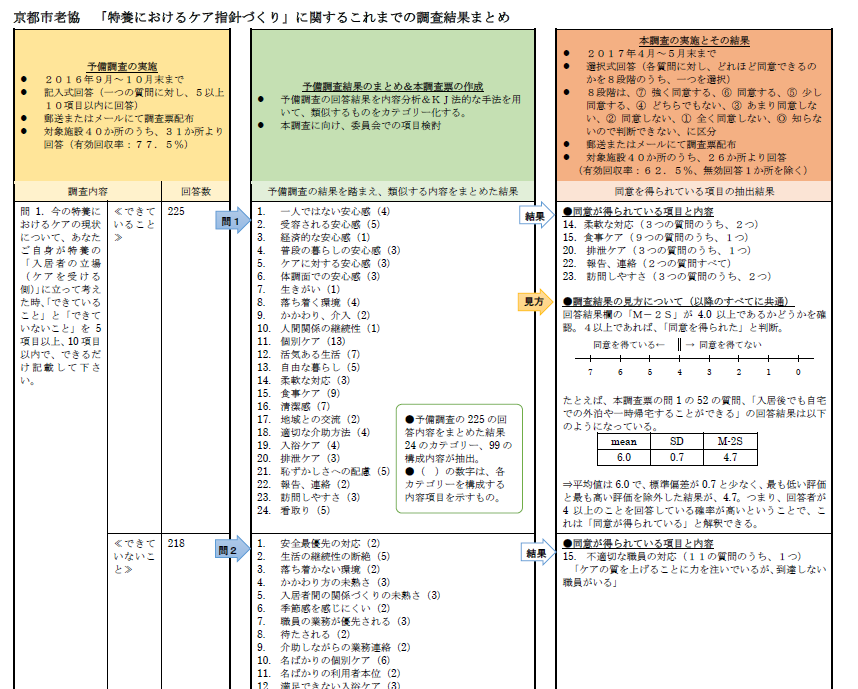 京都市老協　「特養におけるケア指針づくり」に関するこれまでの調査結果まとめ
予備調査の実施
● ２０１６年９月～１０月末まで
● 記入式回答（一つの質問に対し、５以上
１０項目以内に回答）
● 郵送またはメールにて調査票配布
● 対象施設４０か所のうち、３１か所より
回答（有効回収率：７７．５％）
予備調査結果のまとめ＆本調査票の作成
● 予備調査の回答結果を内容分析＆ＫＪ法的な手法を用
いて、類似するものをカテゴリー化する。
● 本調査に向け、委員会での項目検討
本調査の実施とその結果
● ２０１７年４月～５月末まで
● 選択式回答（各質問に対し、どれほど同意できるの
かを８段階のうち、一つを選択）
● ８段階は、⑦ 強く同意する、⑥ 同意する、⑤ 少し
同意する、④ どちらでもない、③ あまり同意しな
い、② 同意しない、① 全く同意しない、⓪ 知らな
いので判断できない、に区分
● 郵送またはメールにて調査票配布
● 対象施設４０か所のうち、２６か所より回答
（有効回収率：６２．５％、無効回答１か所を除く）
調査内容
回答数
予備調査の結果を踏まえ、類似する内容をまとめた結果
同意を得られている項目の抽出結果
問 1. 今の特養に
おけるケアの現状
について、あなた
ご自身が特養の
「入居者の立場
（ケアを受ける
側）」に立って考え
た時、「できている
こと」と「できて
いないこと」を 5
項目以上、10 項目
以内で、できるだ
け記載して下さ
い。
≪できて
いること
≫
225
問１
1. 一人ではない安心感（4）
2. 受容される安心感（5）
3. 経済的な安心感（1）
4. 普段の暮らしの安心感（3）
5. ケアに対する安心感（3）
6. 体調面での安心感（3）
7. 生きがい（1）
8. 落ち着く環境（4）
9. かかわり、介入（2）
10. 人間関係の継続性（1）
11. 個別ケア（13）
12. 活気ある生活（7）
13. 自由な暮らし（5）
14. 柔軟な対応（3）
15. 食事ケア（9）
16. 清潔感（7）
17. 地域との交流（2）
18. 適切な介助方法（4）
19. 入浴ケア（4）
20. 排泄ケア（3）
21. 恥ずかしさへの配慮（5）
22. 報告、連絡（2）
23. 訪問しやすさ（3）
24. 看取り（5）
●予備調査の 225 の回
答内容をまとめた結果
24 のカテゴリー、99 の
構成内容が抽出。
●（　）の数字は、各
カテゴリーを構成する
内容項目を示すもの。
結果
●同意が得られている項目と内容
14. 柔軟な対応（３つの質問のうち、２つ）
15. 食事ケア（９つの質問のうち、１つ）
20. 排泄ケア（３つの質問のうち、１つ）
22. 報告、連絡（２つの質問すべて）
23. 訪問しやすさ（３つの質問のうち、２つ）
見方
●調査結果の見方について（以降のすべてに共通）
回答結果欄の「Ｍ－２Ｓ」が 4.0 以上であるかどうかを確
認。４以上であれば、「同意を得られた」と判断。
同意が得ている← → 同意が得てない
7 6 5 4 3 2 1 0
たとえば、本調査票の問１の 52 の質問、「入居後でも自宅
での外泊や一時帰宅することができる」の回答結果は以下
のようになっている。
mean SD M-2S
6.0 0.7 4.7
⇒平均値は 6.0 で、標準偏差が 0.7 と少なく、最も低い評価
と最も高い評価を除外した結果が、4.7。つまり、回答者が
4 以上のことを回答している確率が高いということで、こ
れは「同意が得られている」と解釈できる。
≪できて
いないこ
と≫
218
問２
1. 安全最優先の対応（2）
2. 生活の継続性の断絶（5）
3. 落ち着かない環境（2）
4. かかわり方の未熟さ（3）
5. 入居者間の関係づくりの未熟さ（3）
6. 季節感を感じにくい（2）
7. 職員の業務が優先される（3）
8. 待たされる（2）
9. 介助しながらの業務連絡（2）
10. 名ばかりの個別ケア（6）
11. 名ばかりの利用者本位（2）
12. 満足できない入浴ケア（3）
結果
●同意が得られている項目と内容
15. 不適切な職員の対応（１１の質問のうち、１つ）
「ケアの質を上げることに力を注いでいるが、到達しない
職員がいる」